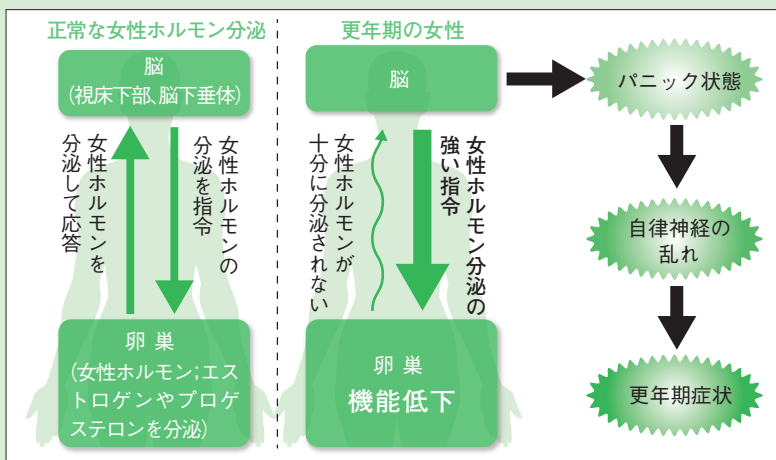 正常な女性ホルモン分泌
脳
(視床下部、脳下垂体)
女性ホルモンを
分泌して応答
女性ホルモンの
分泌を指令
卵 巣
(女性ホルモン;エス
トロゲンやプロゲ
ステロンを分泌)
更年期の女性
脳
女性ホルモンが
十分に分泌されない
女性ホルモン分泌の
強い指令
卵 巣
機能低下
パニック状態
自律神経の
乱れ
更年期症状